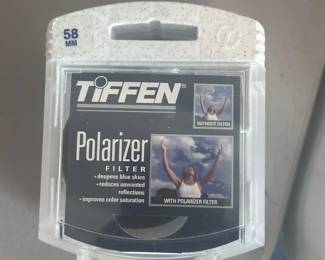 58
MM
TIFFEN®
WITHOUT FILTER
Polarizer
FILTER
• deepens blue skies
• reduces unwanted
reflections
• improves color saturation
WITH POLARIZER FILTER